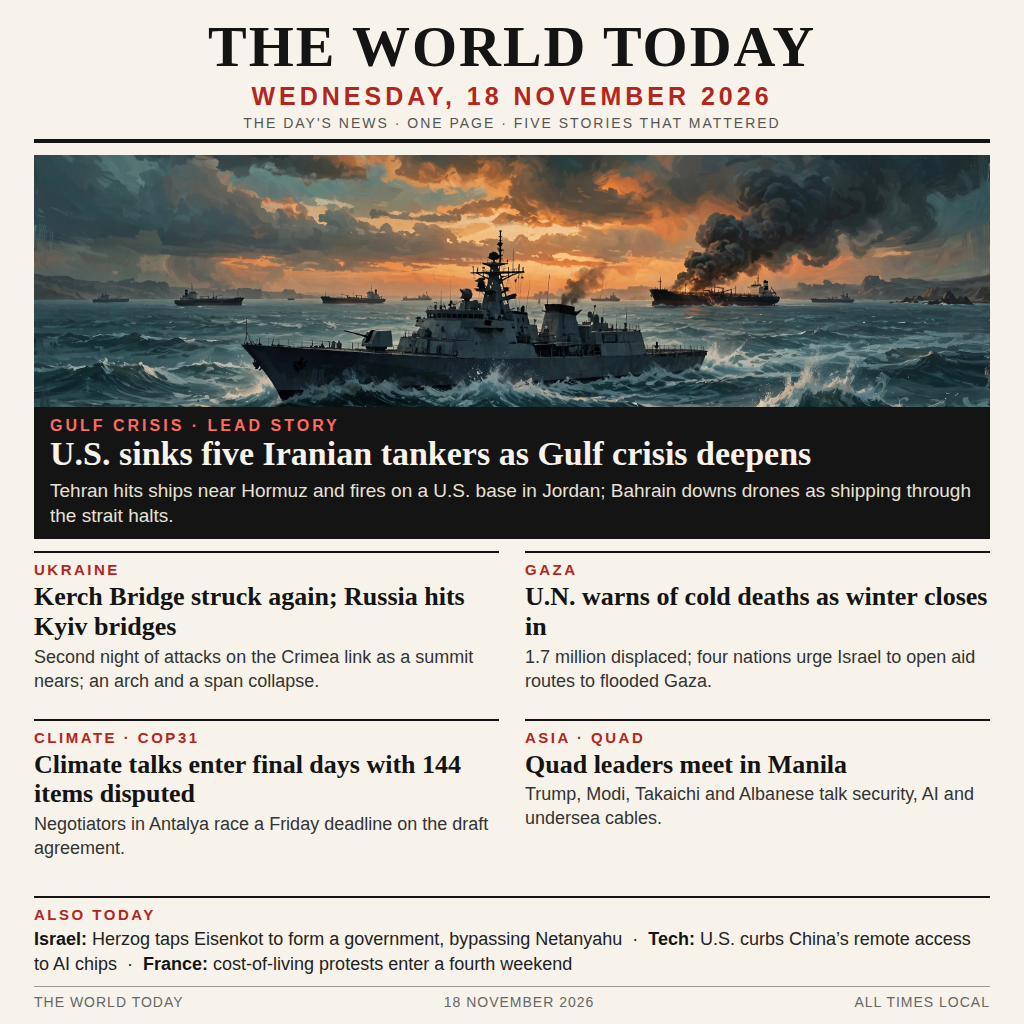 THE WORLD TODAY
WEDNESDAY, 18 NOVEMBER 2026
THE DAY'S NEWS · ONE PAGE · FIVE STORIES THAT MATTERED
GULF CRISIS · LEAD STORY
U.S. sinks five Iranian tankers as Gulf crisis deepens
Tehran hits ships near Hormuz and fires on a U.S. base in Jordan; Bahrain downs drones as shipping through
the strait halts.
UKRAINE
Kerch Bridge struck again; Russia hits
Kyiv bridges
Second night of attacks on the Crimea link as a summit
nears; an arch and a span collapse.
GAZA
U.N. warns of cold deaths as winter closes
in
1.7 million displaced; four nations urge Israel to open aid
routes to flooded Gaza.
CLIMATE · COP31
Climate talks enter final days with 144
items disputed
Negotiators in Antalya race a Friday deadline on the draft
agreement.
ASIA · QUAD
Quad leaders meet in Manila
Trump, Modi, Takaichi and Albanese talk security, AI and
undersea cables.
ALSO TODAY
Israel: Herzog taps Eisenkot to form a government, bypassing Netanyahu · Tech: U.S. curbs China’s remote access
to AI chips · France: cost-of-living protests enter a fourth weekend
THE WORLD TODAY
18 NOVEMBER 2026
ALL TIMES LOCAL